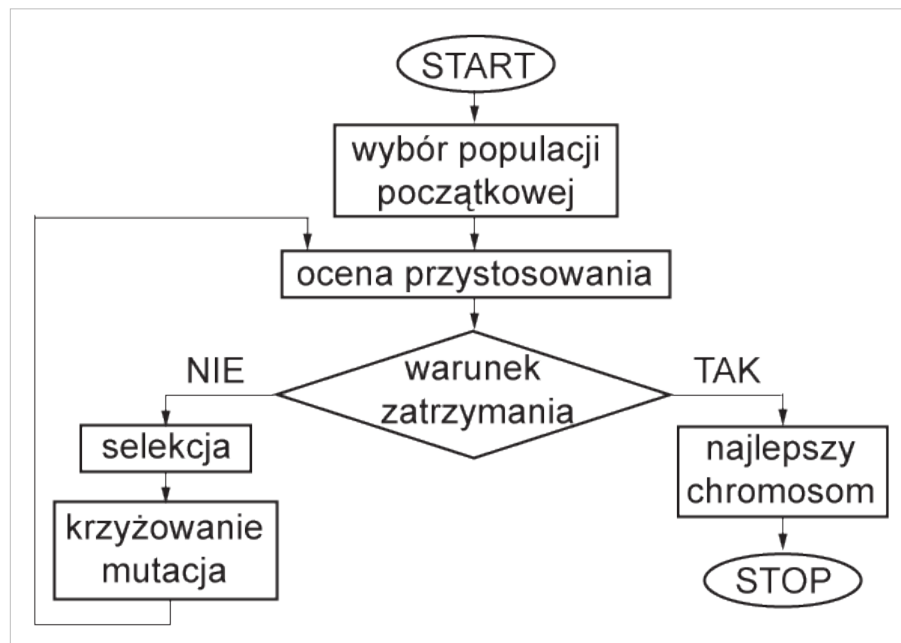 START
wybór populacji
początkowej
ocena przystosowania
warunek
zatrzymania
NIE
TAK
selekcja
krzyżowanie
mutacja
najlepszy
chromosom
STOP